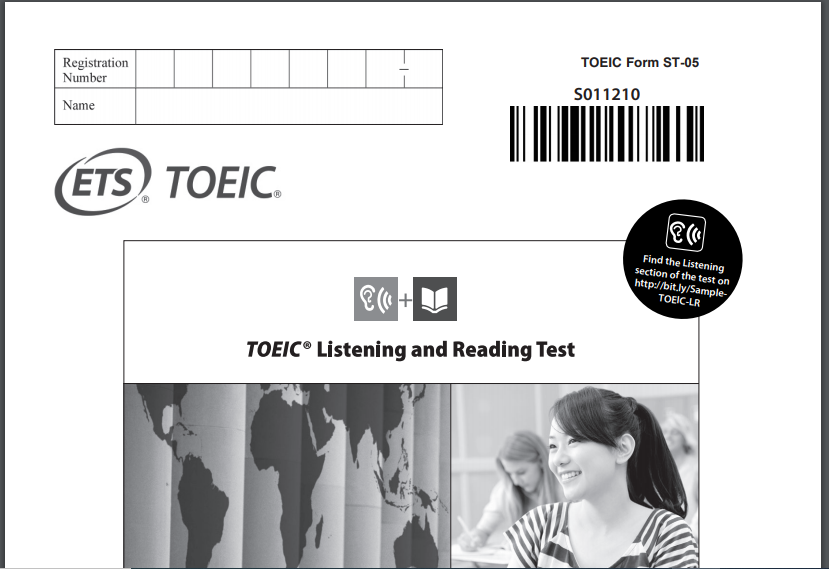 Registration
Number
Name
TOEIC Form ST-05
S011210
ETS® TOEIC®
Find the Listening
section of the test on
http://bit.ly/Sample-
TOEIC-LR
+
TOEIC® Listening and Reading Test